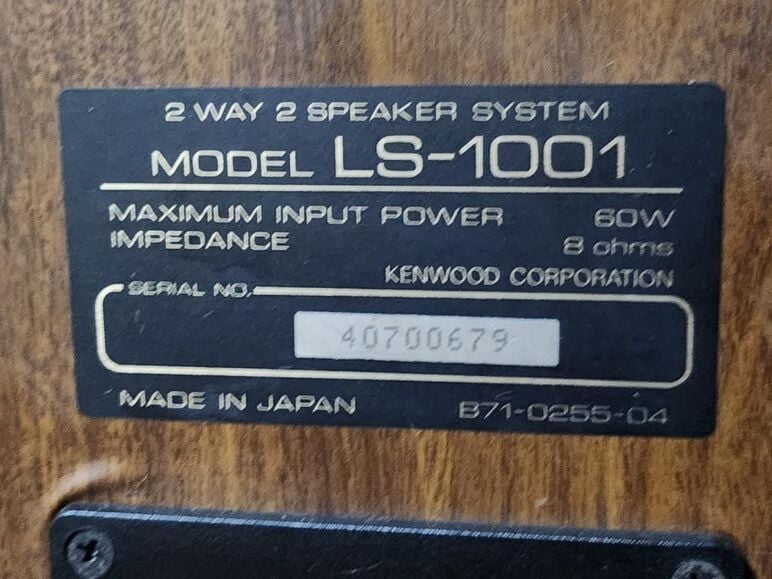 2 WAY 2 SPEAKER SYSTEM
MODEL LS-1001
MAXIMUM INPUT POWER 60W
IMPEDANCE 8 ohms
KENWOOD CORPORATION
SERIAL NO.
40700679
MADE IN JAPAN B71-0255-04